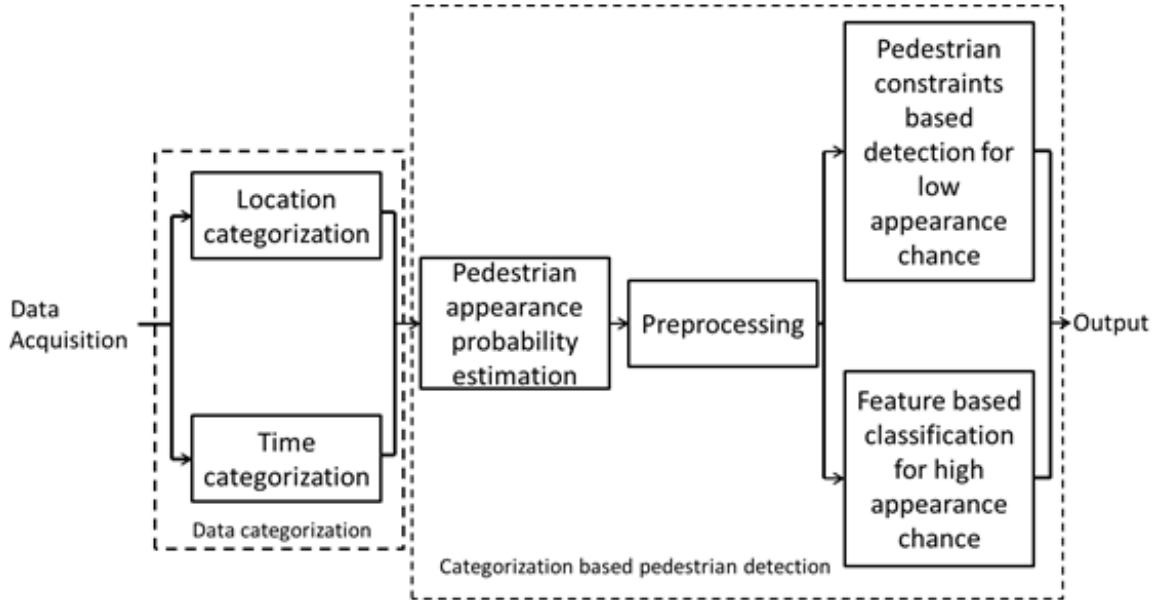 Data
Acquisition
Location
categorization
Time
categorization
Data categorization
Pedestrian
appearance
probability
estimation
Preprocessing
Pedestrian
constraints
based
detection for
low
appearance
chance
Feature based
classification
for high
appearance
chance
Categorization based pedestrian detection
Output